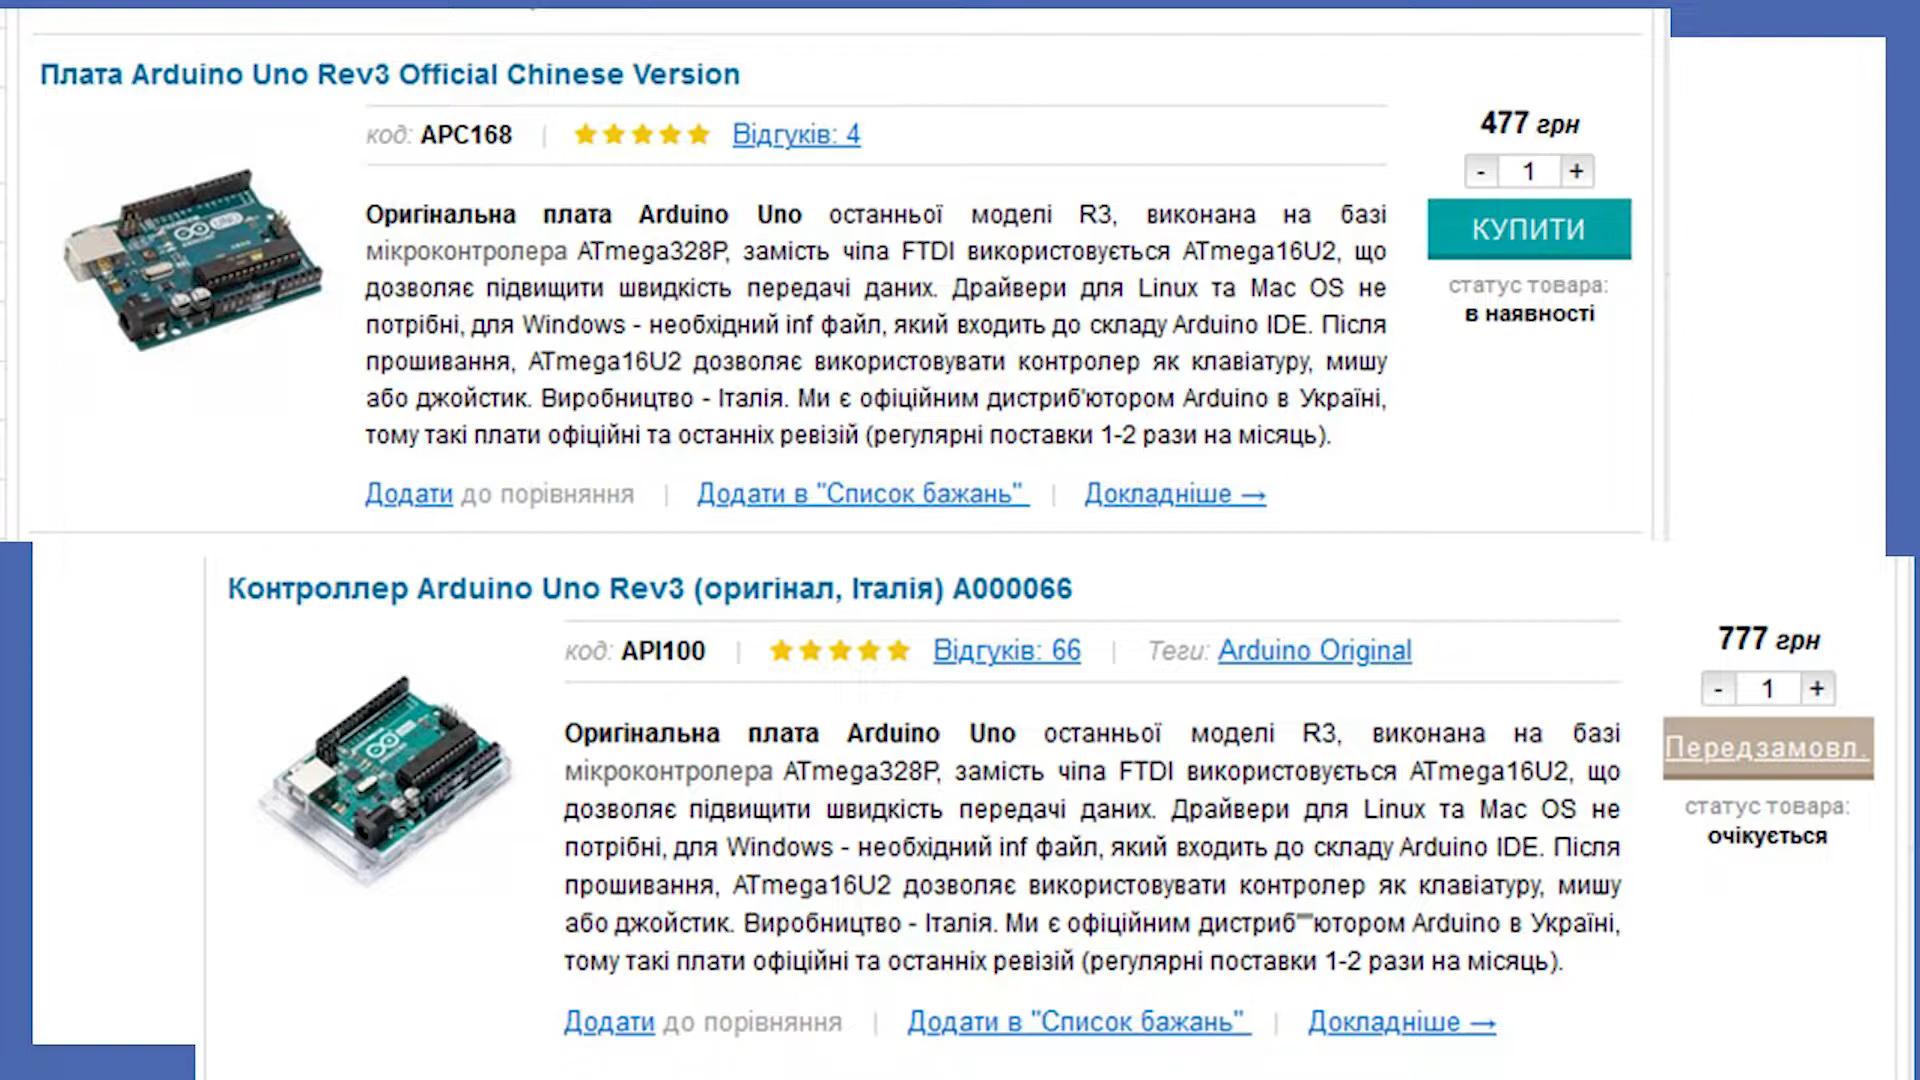 Плата Arduino Uno Rev3 Official Chinese Version
код: APC168 | Відгуків: 4
477 грн
- 1 +
КУПИТИ
статус товара:
в наявності
Оригінальна плата Arduino Uno останньої моделі R3, виконана на базі
мікроконтролера ATmega328P, замість чіпа FTDI використовується ATmega16U2, що
дозволяє підвищити швидкість передачі даних. Драйвери для Linux та Mac OS не
потрібні, для Windows - необхідний inf файл, який входить до складу Arduino IDE. Після
прошивання, ATmega16U2 дозволяє використовувати контролер як клавіатуру, мишу
або джойстик. Виробництво - Італія. Ми є офіційним дистриб'ютором Arduino в Україні,
тому такі плати офіційні та останніх ревізій (регулярні поставки 1-2 рази на місяць).
Додати до порівняння | Додати в "Список бажань" | Докладніше →
Контроллер Arduino Uno Rev3 (оригінал, Італія) A000066
код: API100 | Відгуків: 66 | Теги: Arduino Original
777 грн
- 1 +
Передзамовл.
статус товара:
очікується
Оригінальна плата Arduino Uno останньої моделі R3, виконана на базі
мікроконтролера ATmega328P, замість чіпа FTDI використовується ATmega16U2, що
дозволяє підвищити швидкість передачі даних. Драйвери для Linux та Mac OS не
потрібні, для Windows - необхідний inf файл, який входить до складу Arduino IDE. Після
прошивання, ATmega16U2 дозволяє використовувати контролер як клавіатуру, мишу
або джойстик. Виробництво - Італія. Ми є офіційним дистриб""ютором Arduino в Україні,
тому такі плати офіційні та останніх ревізій (регулярні поставки 1-2 рази на місяць).
Додати до порівняння | Додати в "Список бажань" | Докладніше →